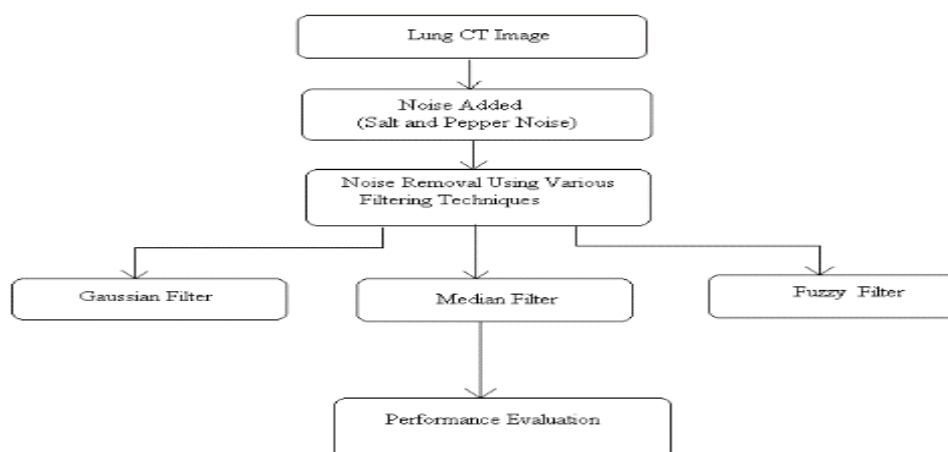 Lung CT Image
Noise Added
(Salt and Pepper Noise)
Noise Removal Using Various
Filtering Techniques
Gaussian Filter
Median Filter
Fuzzy Filter
Performance Evaluation